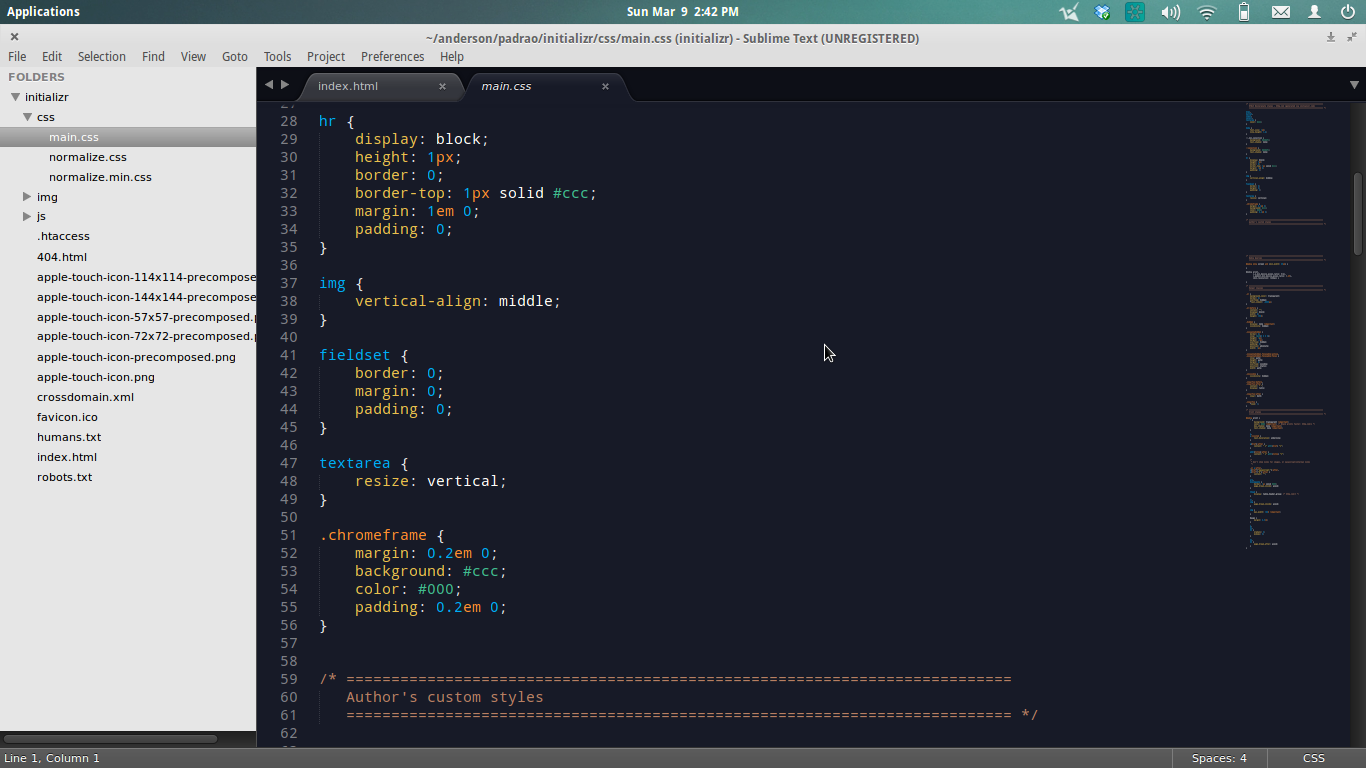 Applications
Sun Mar 9 2:42 PM
~/anderson/padrao/initializr/css/main.css (initializr) - Sublime Text (UNREGISTERED)
File Edit Selection Find View Goto Tools Project Preferences Help
FOLDERS
initializr
css
main.css
normalize.css
normalize.min.css
img
js
.htaccess
404.html
apple-touch-icon-114x114-precompose
apple-touch-icon-144x144-precompose
apple-touch-icon-57x57-precomposed.p
apple-touch-icon-72x72-precomposed.p
apple-touch-icon-precomposed.png
apple-touch-icon.png
crossdomain.xml
favicon.ico
humans.txt
index.html
robots.txt
index.html
main.css
28 hr {
29     display: block;
30     height: 1px;
31     border: 0;
32     border-top: 1px solid #ccc;
33     margin: 1em 0;
34     padding: 0;
35 }
36
37 img {
38     vertical-align: middle;
39 }
40
41 fieldset {
42     border: 0;
43     margin: 0;
44     padding: 0;
45 }
46
47 textarea {
48     resize: vertical;
49 }
50
51 .chromeframe {
52     margin: 0.2em 0;
53     background: #ccc;
54     color: #000;
55     padding: 0.2em 0;
56 }
57
58
59 /* ==========================================================================
60    Author's custom styles
61    ========================================================================== */
62
Line 1, Column 1
Spaces: 4
CSS